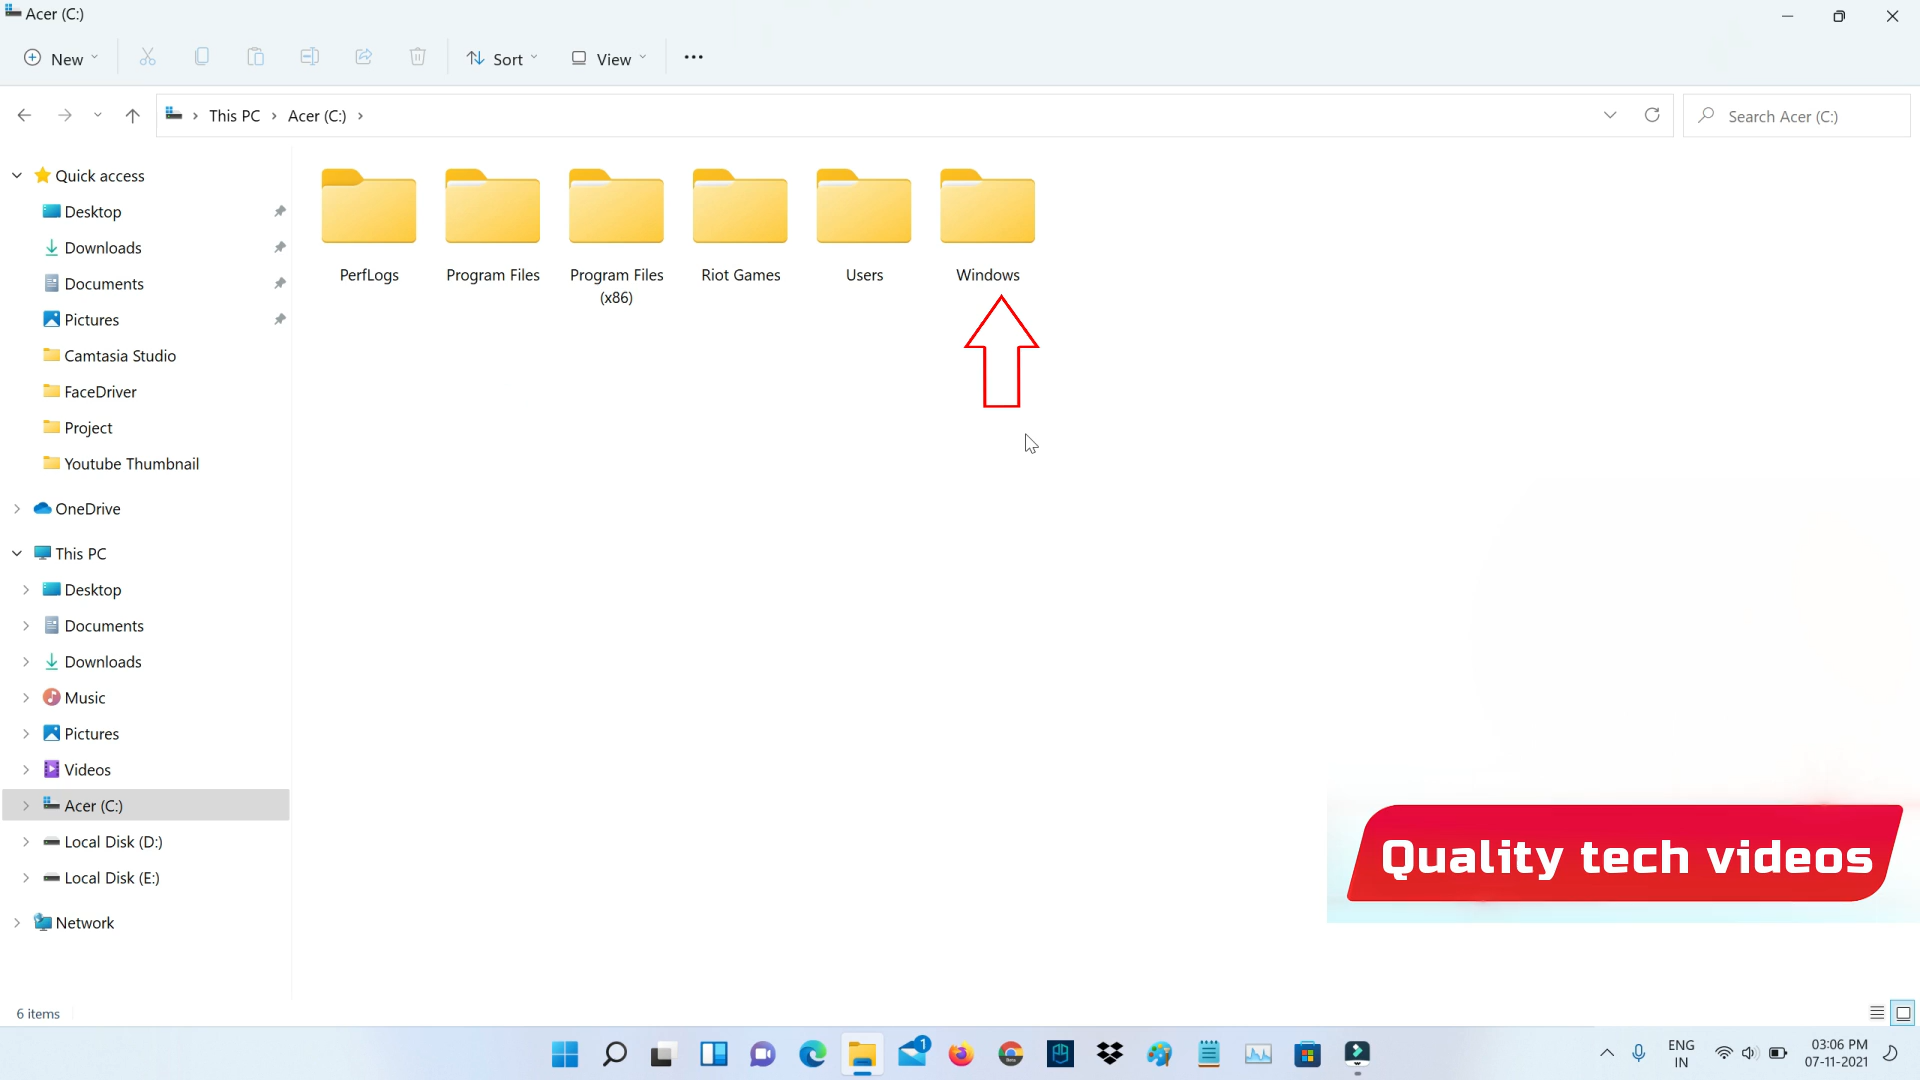 Acer (C:)
New
Sort
View
This PC
Acer (C:)
Search Acer (C:)
Quick access
Desktop
Downloads
Documents
Pictures
Camtasia Studio
FaceDriver
Project
Youtube Thumbnail
OneDrive
This PC
Desktop
Documents
Downloads
Music
Pictures
Videos
Acer (C:)
Local Disk (D:)
Local Disk (E:)
Network
PerfLogs
Program Files
Program Files
(x86)
Riot Games
Users
Windows
Quality tech videos
6 items
1
ENG
IN
03:06 PM
07-11-2021